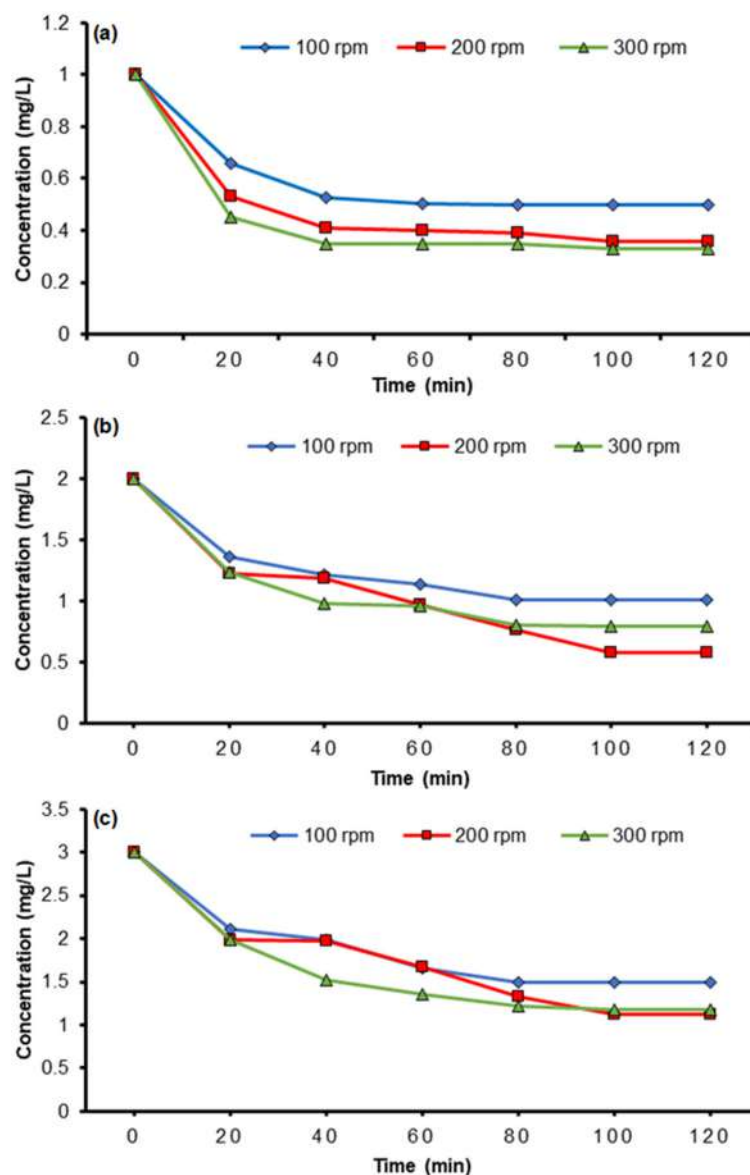 (a)
100 rpm 200 rpm 300 rpm
Concentration (mg/L)
1.2
1
0.8
0.6
0.4
0.2
0
0 20 40 60 80 100 120
Time (min)
(b)
100 rpm 200 rpm 300 rpm
Concentration (mg/L)
2.5
2
1.5
1
0.5
0
0 20 40 60 80 100 120
Time (min)
(c)
100 rpm 200 rpm 300 rpm
Concentration (mg/L)
3.5
3
2.5
2
1.5
1
0.5
0
0 20 40 60 80 100 120
Time (min)